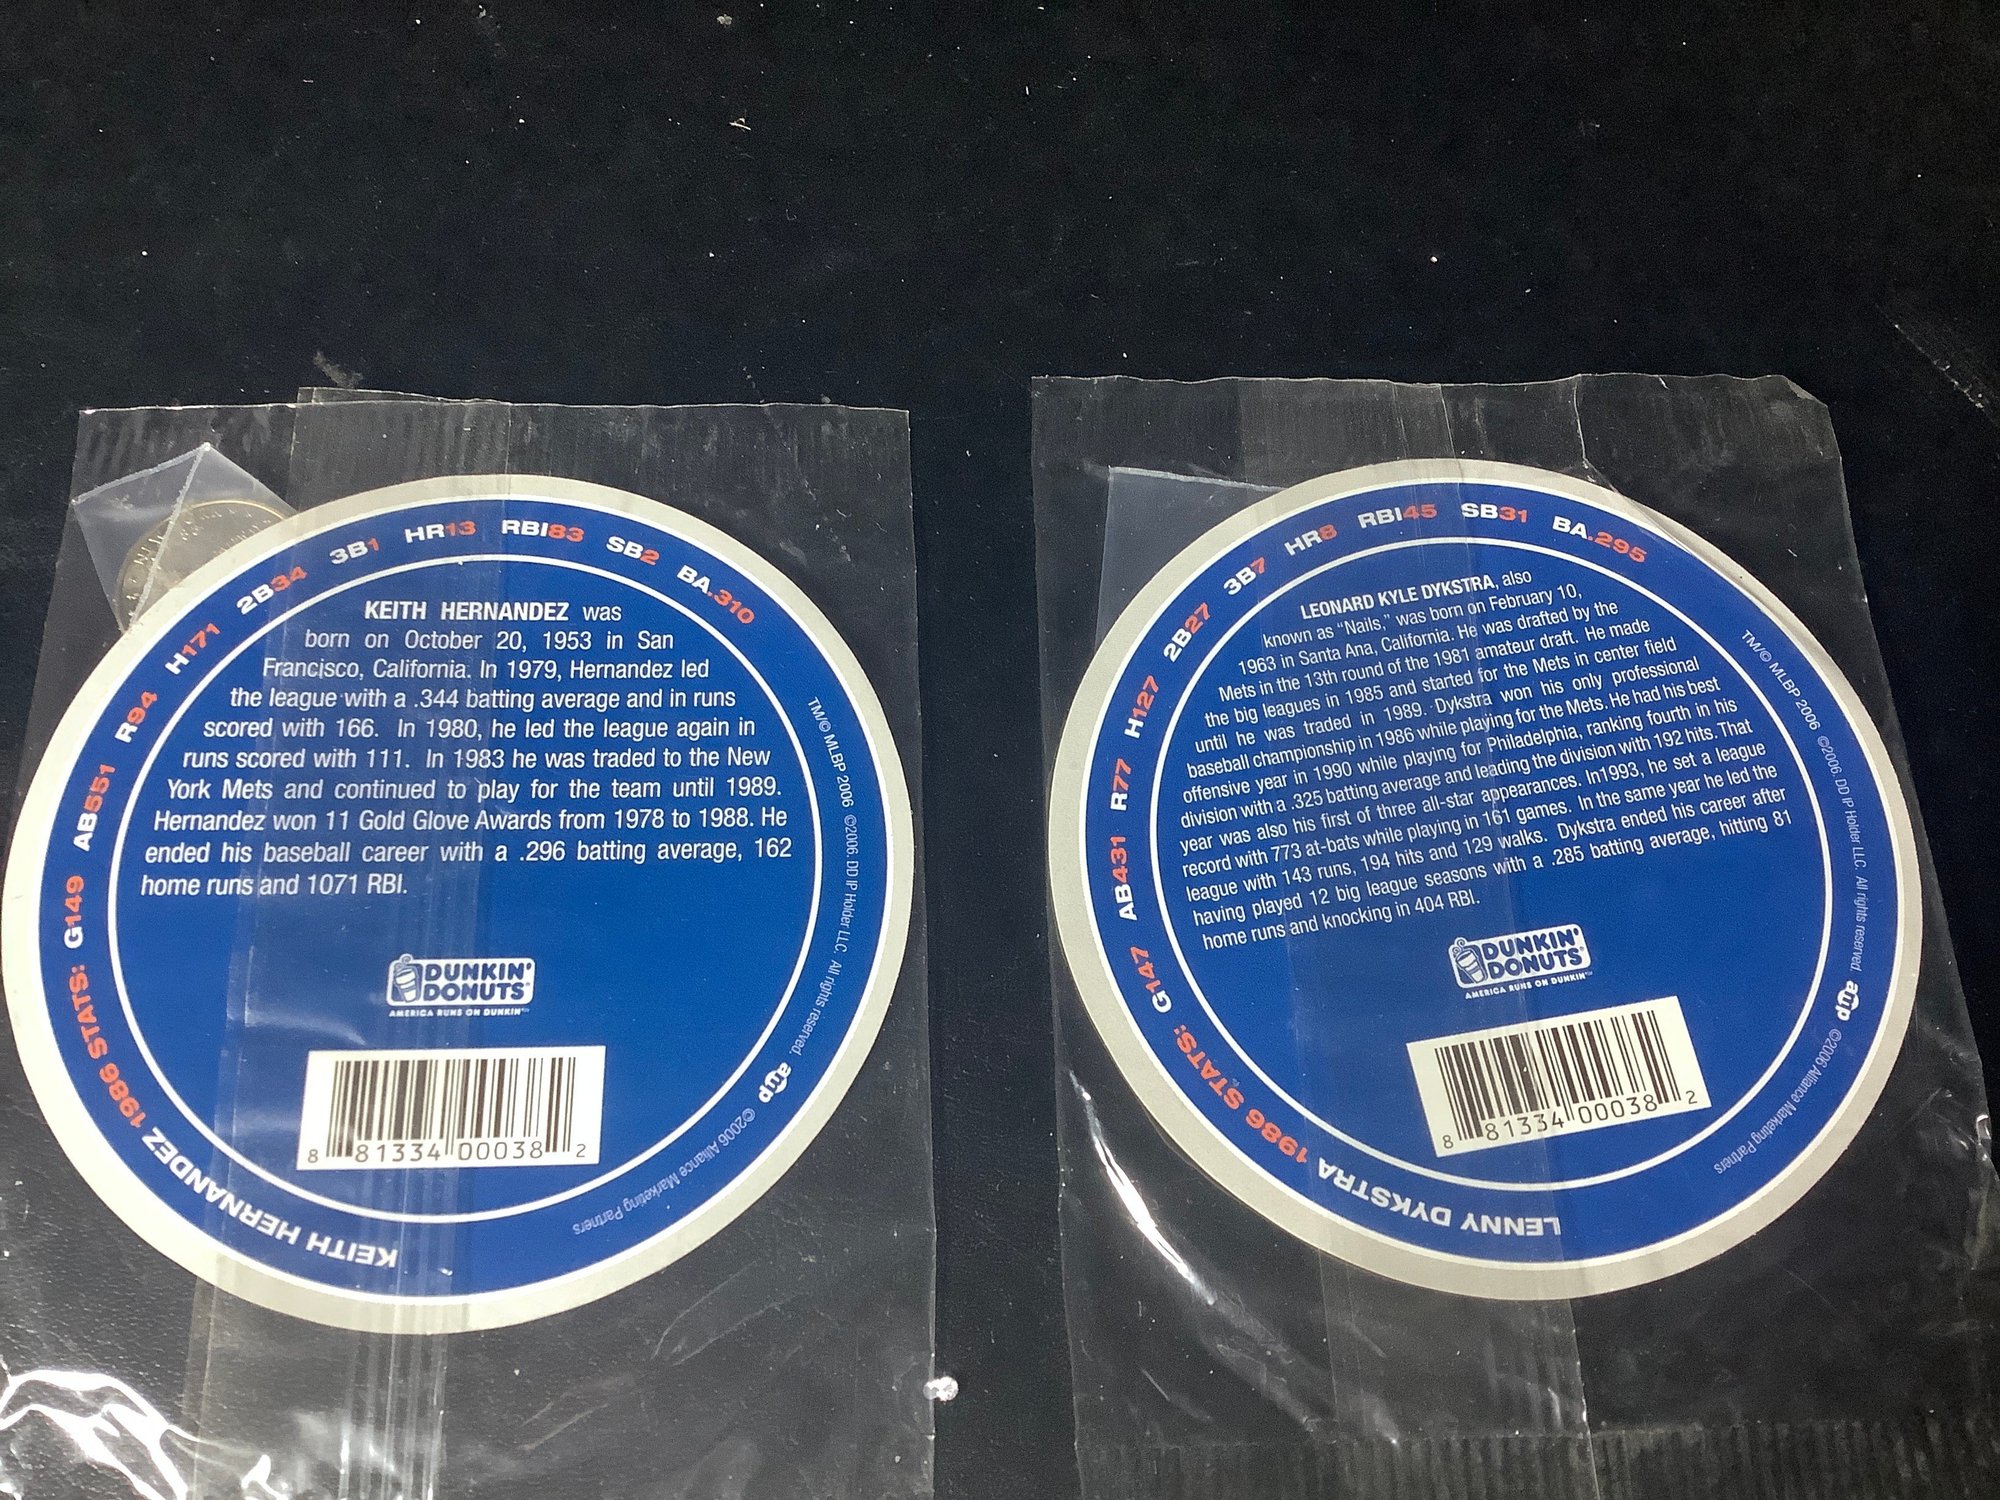 KEITH HERNANDEZ 1986 STATS: G149 AB551 R94 H171 2B34 3B1 HR13 RBI83 SB2 BA.310
KEITH HERNANDEZ was
born on October 20, 1953 in San
Francisco, California. In 1979, Hernandez led
the league with a .344 batting average and in runs
scored with 166. In 1980, he led the league again in
runs scored with 111. In 1983 he was traded to the New
York Mets and continued to play for the team until 1989.
Hernandez won 11 Gold Glove Awards from 1978 to 1988. He
ended his baseball career with a .296 batting average, 162
home runs and 1071 RBI.
DUNKIN'
DONUTS
AMERICA RUNS ON DUNKIN'
8 81334 00038 2
TM/© MLBP 2006 ©2006. DD IP Holder LLC. All rights reserved. amp ©2006 Alliance Marketing Partners
LENNY DYKSTRA 1986 STATS: G147 AB431 R77 H127 2B27 3B7 HR8 RBI45 SB31 BA.295
LEONARD KYLE DYKSTRA, also
known as "Nails," was born on February 10,
1963 in Santa Ana, California. He was drafted by the
Mets in the 13th round of the 1981 amateur draft. He made
the big leagues in 1985 and started for the Mets in center field
until he was traded in 1989. Dykstra won his only professional
baseball championship in 1986 while playing for the Mets. He had his best
offensive year in 1990 while playing for Philadelphia, ranking fourth in his
division with a .325 batting average and leading the division with 192 hits. That
year was also his first of three all-star appearances. In1993, he set a league
record with 773 at-bats while playing in 161 games. In the same year he led the
league with 143 runs, 194 hits and 129 walks. Dykstra ended his career after
having played 12 big league seasons with a .285 batting average, hitting 81
home runs and knocking in 404 RBI.
DUNKIN'
DONUTS
AMERICA RUNS ON DUNKIN'
8 81334 00038 2
TM/© MLBP 2006 ©2006. DD IP Holder LLC. All rights reserved. amp ©2006 Alliance Marketing Partners